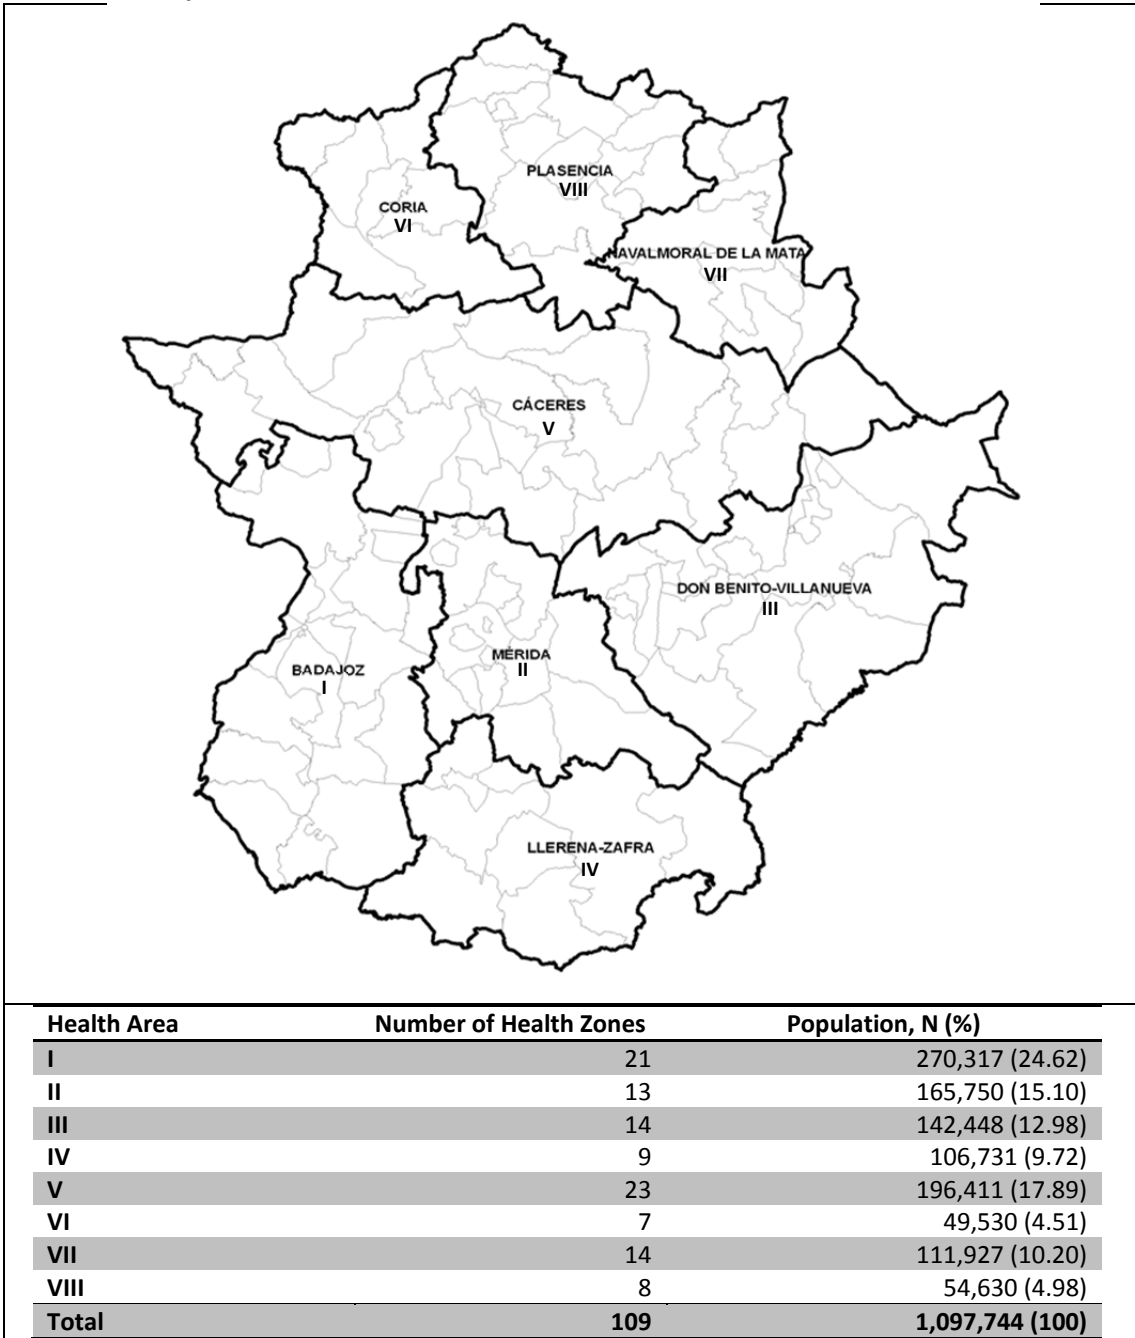 PLASENCIA
VIII
CORIA
VI
NAVALMORAL DE LA MATA
VII
CÁCERES
V
DON BENITO-VILLANUEVA
III
MÉRIDA
II
BADAJOZ
I
LLERENA-ZAFRA
IV
Health Area Number of Health Zones Population, N (%)
I 21 270,317 (24.62)
II 13 165,750 (15.10)
III 14 142,448 (12.98)
IV 9 106,731 (9.72)
V 23 196,411 (17.89)
VI 7 49,530 (4.51)
VII 14 111,927 (10.20)
VIII 8 54,630 (4.98)
Total 109 1,097,744 (100)